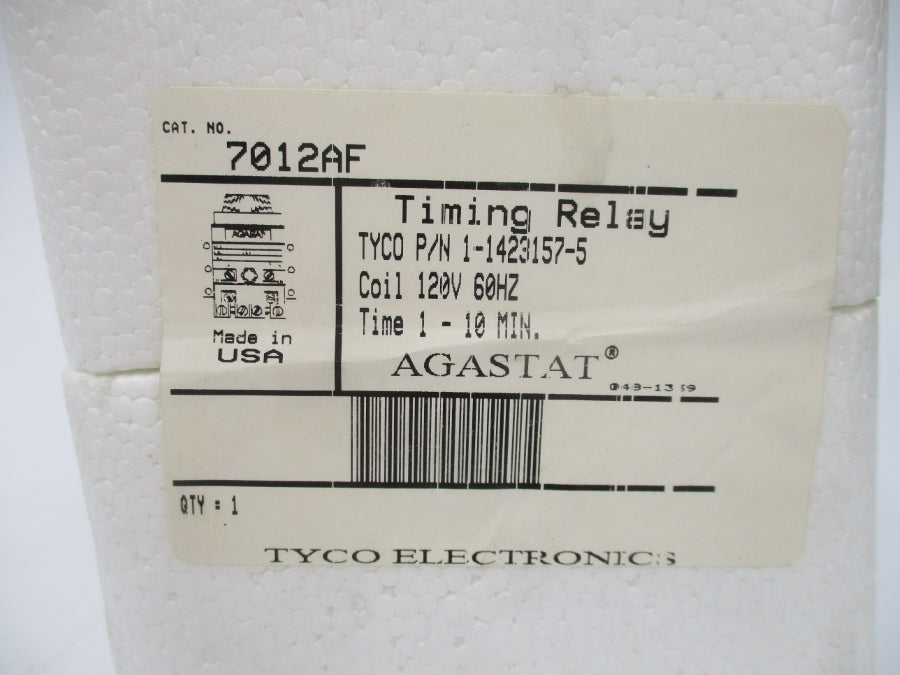 CAT. NO.
7012AF
AGASTAT
Made in
USA
Timing Relay
TYCO P/N 1-1423157-5
Coil 120V 60HZ
Time 1 - 10 MIN.
AGASTAT®
QTY = 1
TYCO ELECTRONICS